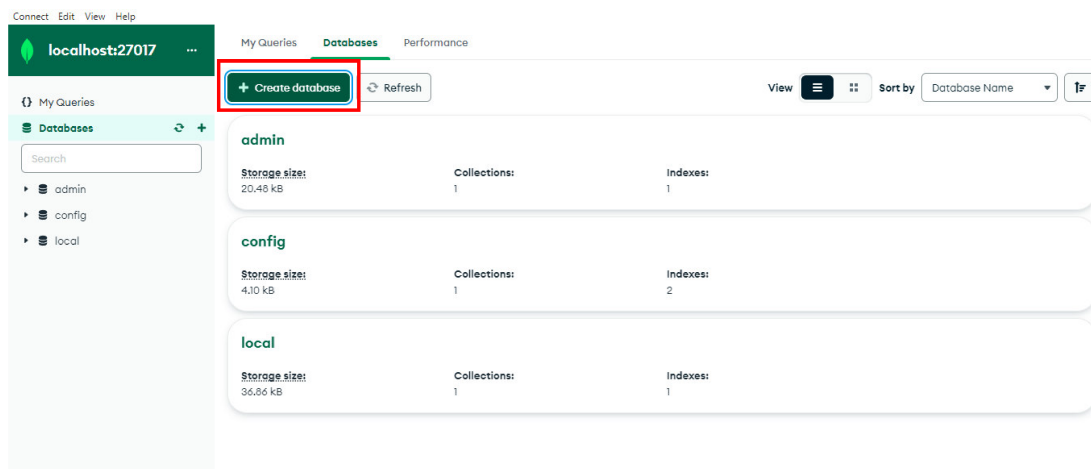 Connect Edit View Help
localhost:27017 ...
My Queries
Databases
Search
admin
config
local
My Queries Databases Performance
+ Create database Refresh View Sort by Database Name
admin
Storage size: Collections: Indexes:
20.48 kB 1 1
config
Storage size: Collections: Indexes:
4.10 kB 1 2
local
Storage size: Collections: Indexes:
36.86 kB 1 1